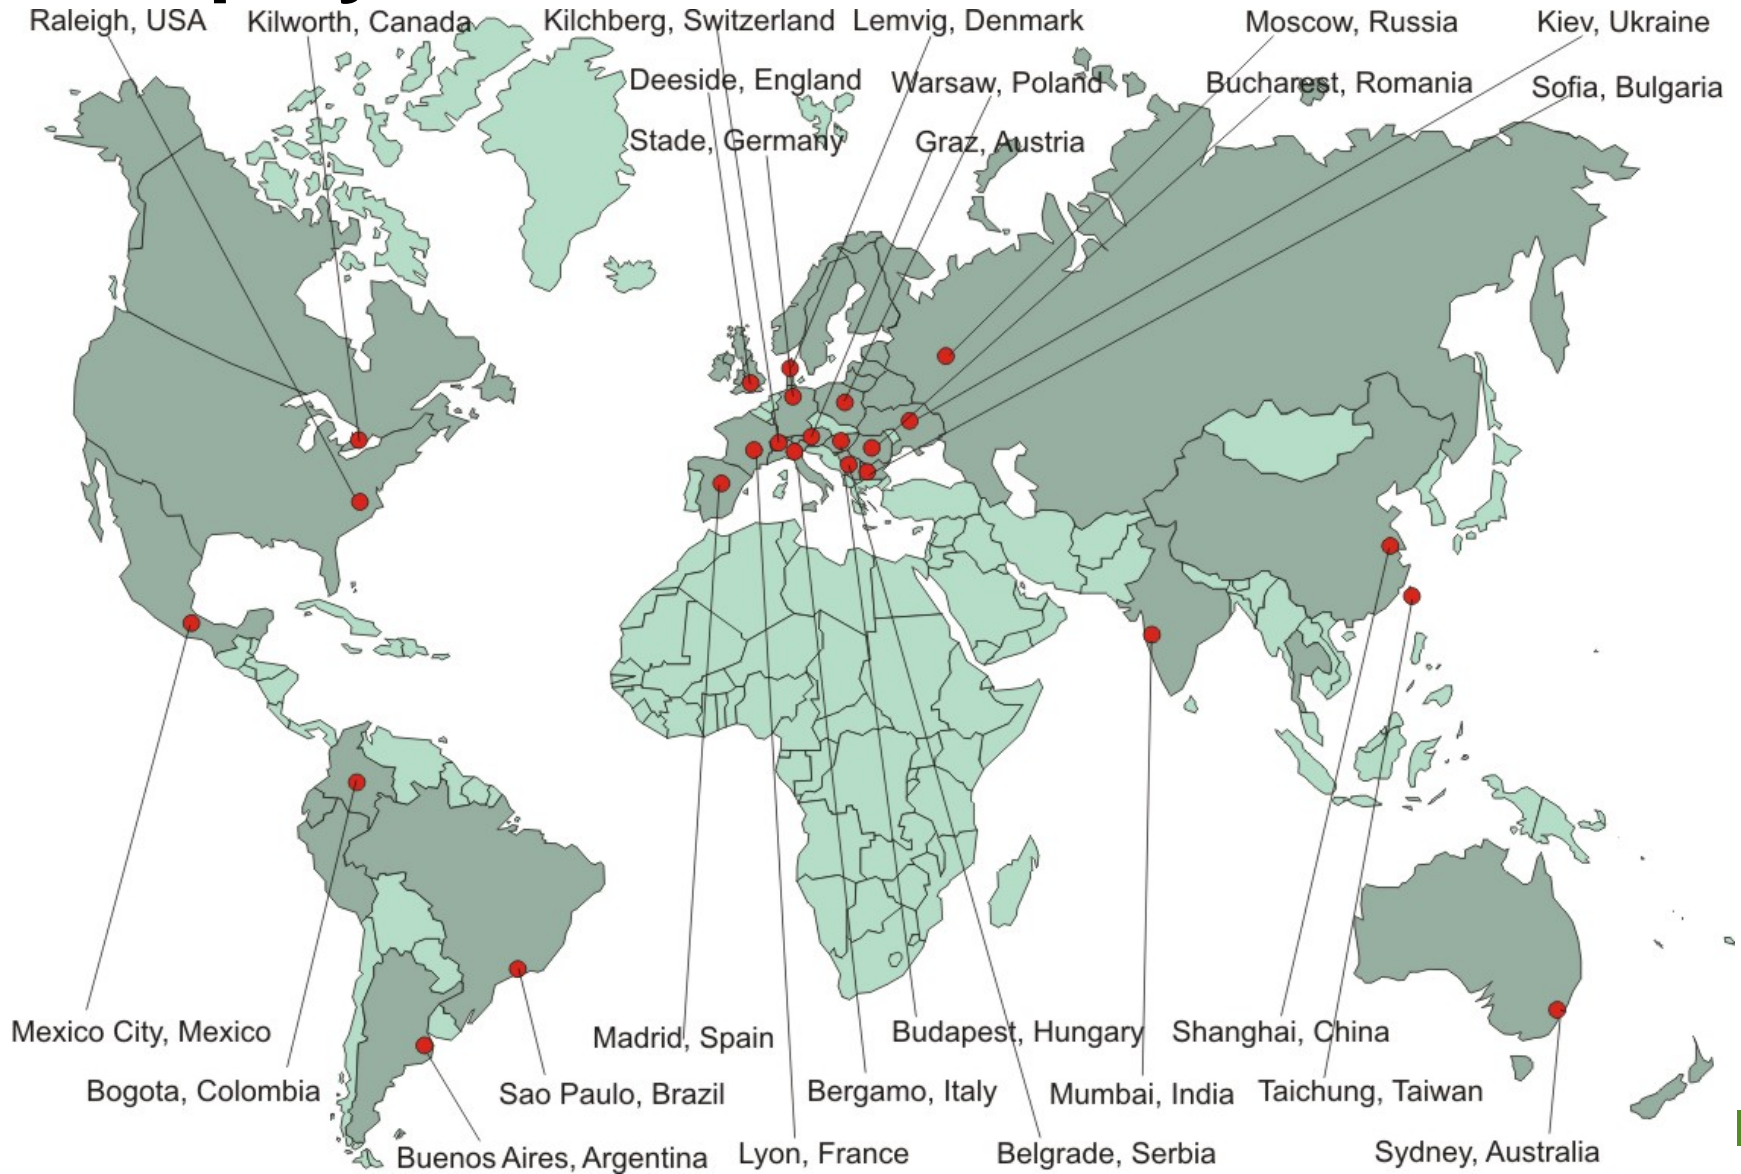 Raleigh, USA
Kilworth, Canada
Kilchberg, Switzerland
Lemvig, Denmark
Moscow, Russia
Kiev, Ukraine
Deeside, England
Warsaw, Poland
Bucharest, Romania
Sofia, Bulgaria
Stade, Germany
Graz, Austria
Mexico City, Mexico
Madrid, Spain
Budapest, Hungary
Shanghai, China
Bogota, Colombia
Sao Paulo, Brazil
Bergamo, Italy
Mumbai, India
Taichung, Taiwan
Buenos Aires, Argentina
Lyon, France
Belgrade, Serbia
Sydney, Australia